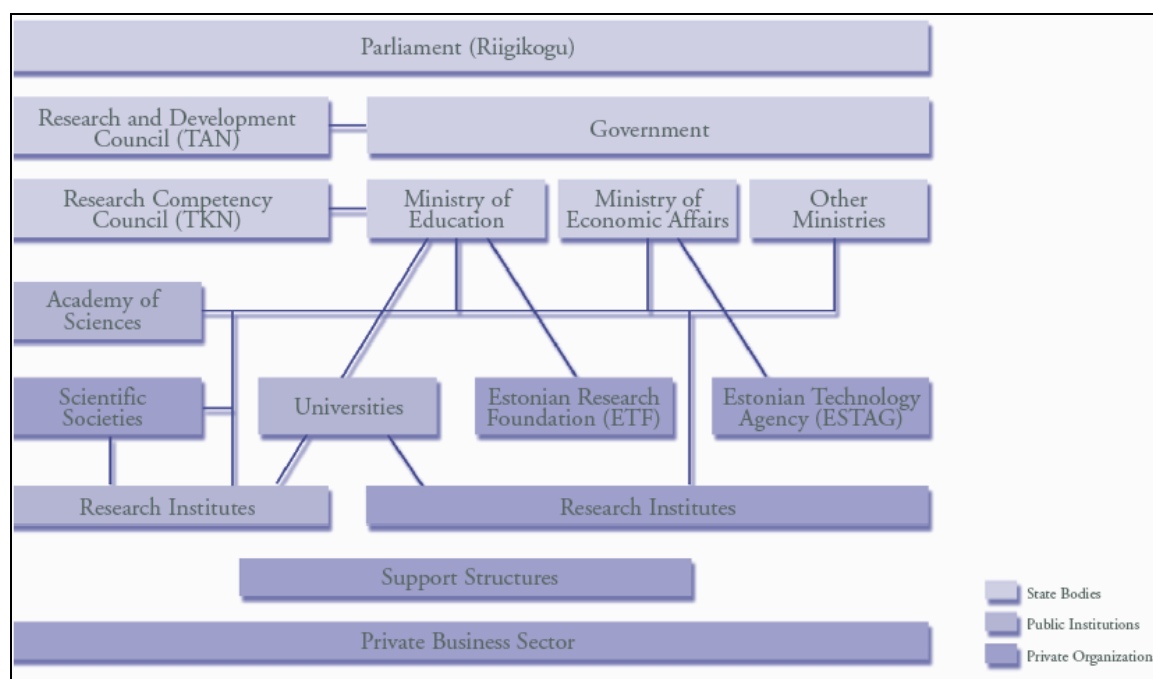 Parliament (Riigikogu)
Research and Development
Council (TAN)
Government
Research Competency
Council (TKN)
Ministry of
Education
Ministry of
Economic Affairs
Other
Ministries
Academy of
Sciences
Scientific
Societies
Universities
Estonian Research
Foundation (ETF)
Estonian Technology
Agency (ESTAG)
Research Institutes
Research Institutes
Support Structures
Private Business Sector
State Bodies
Public Institutions
Private Organization